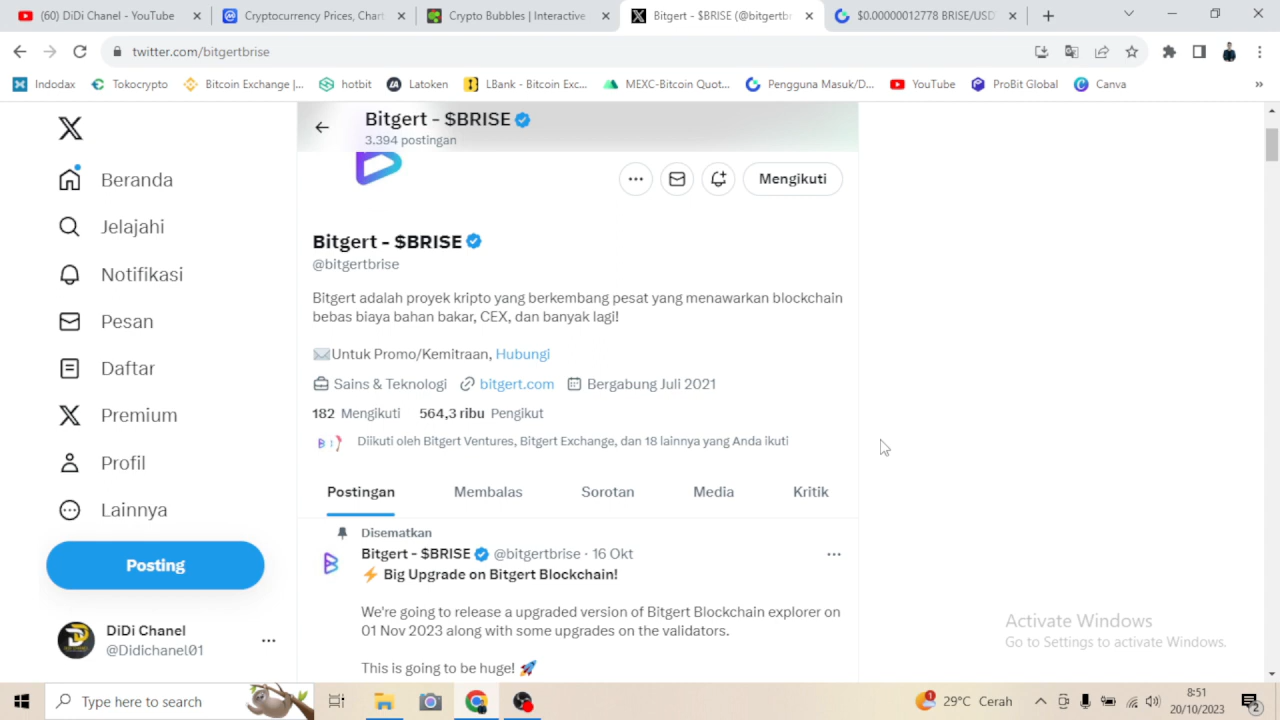 (60) DiDi Chanel - YouTube
Cryptocurrency Prices, Chart
Crypto Bubbles | Interactive
Bitgert - $BRISE (@bitgertbr
$0.00000012778 BRISE/USD
twitter.com/bitgertbrise
Indodax
Tokocrypto
Bitcoin Exchange |...
hotbit
Latoken
LBank - Bitcoin Exc...
MEXC-Bitcoin Quot...
Pengguna Masuk/D...
YouTube
ProBit Global
Canva
»
Bitgert - $BRISE
3.394 postingan
Mengikuti
Beranda
Jelajahi
Notifikasi
Pesan
Daftar
Premium
Profil
Lainnya
Posting
DiDi Chanel
@Didichanel01
Bitgert - $BRISE
@bitgertbrise
Bitgert adalah proyek kripto yang berkembang pesat yang menawarkan blockchain
bebas biaya bahan bakar, CEX, dan banyak lagi!
✉️Untuk Promo/Kemitraan, Hubungi
Sains & Teknologi bitgert.com Bergabung Juli 2021
182 Mengikuti 564,3 ribu Pengikut
Diikuti oleh Bitgert Ventures, Bitgert Exchange, dan 18 lainnya yang Anda ikuti
Postingan Membalas Sorotan Media Kritik
Disematkan
Bitgert - $BRISE @bitgertbrise · 16 Okt
⚡ Big Upgrade on Bitgert Blockchain!
We're going to release a upgraded version of Bitgert Blockchain explorer on
01 Nov 2023 along with some upgrades on the validators.
This is going to be huge! 🚀
Activate Windows
Go to Settings to activate Windows.
Type here to search
1
29°C Cerah
8:51
20/10/2023
2